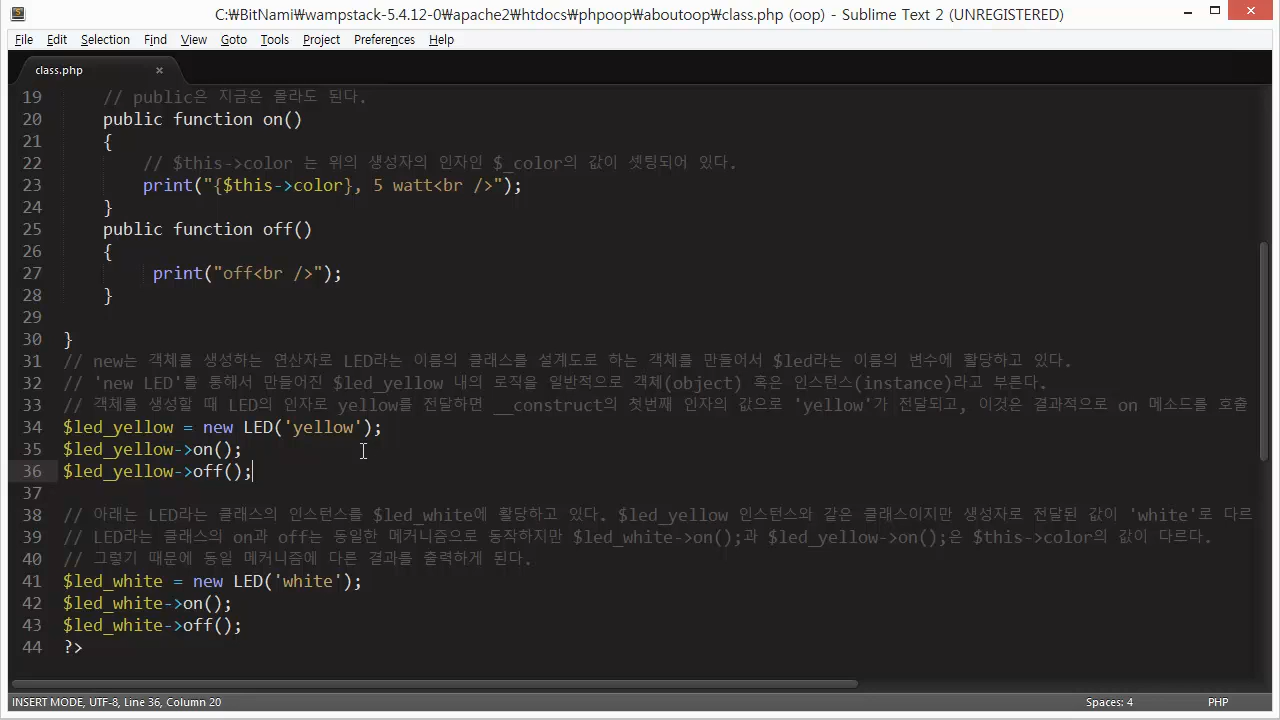 C:₩BitNami₩wampstack-5.4.12-0₩apache2₩htdocs₩phpoop₩aboutoop₩class.php (oop) - Sublime Text 2 (UNREGISTERED)
File Edit Selection Find View Goto Tools Project Preferences Help
class.php ×
19 // public은 지금은 몰라도 된다.
20 public function on()
21 {
22 // $this->color 는 위의 생성자의 인자인 $_color의 값이 셋팅되어 있다.
23 print("{$this->color}, 5 watt<br />");
24 }
25 public function off()
26 {
27 print("off<br />");
28 }
29
30 }
31 // new는 객체를 생성하는 연산자로 LED라는 이름의 클래스를 설계도로 하는 객체를 만들어서 $led라는 이름의 변수에 활당하고 있다.
32 // 'new LED'를 통해서 만들어진 $led_yellow 내의 로직을 일반적으로 객체(object) 혹은 인스턴스(instance)라고 부른다.
33 // 객체를 생성할 때 LED의 인자로 yellow를 전달하면 __construct의 첫번째 인자의 값으로 'yellow'가 전달되고, 이것은 결과적으로 on 메소드를 호출
34 $led_yellow = new LED('yellow');
35 $led_yellow->on();
36 $led_yellow->off();
37
38 // 아래는 LED라는 클래스의 인스턴스를 $led_white에 활당하고 있다. $led_yellow 인스턴스와 같은 클래스이지만 생성자로 전달된 값이 'white'로 다르
39 // LED라는 클래스의 on과 off는 동일한 메커니즘으로 동작하지만 $led_white->on();과 $led_yellow->on();은 $this->color의 값이 다르다.
40 // 그렇기 때문에 동일 메커니즘에 다른 결과를 출력하게 된다.
41 $led_white = new LED('white');
42 $led_white->on();
43 $led_white->off();
44 ?>
INSERT MODE, UTF-8, Line 36, Column 20 Spaces: 4 PHP